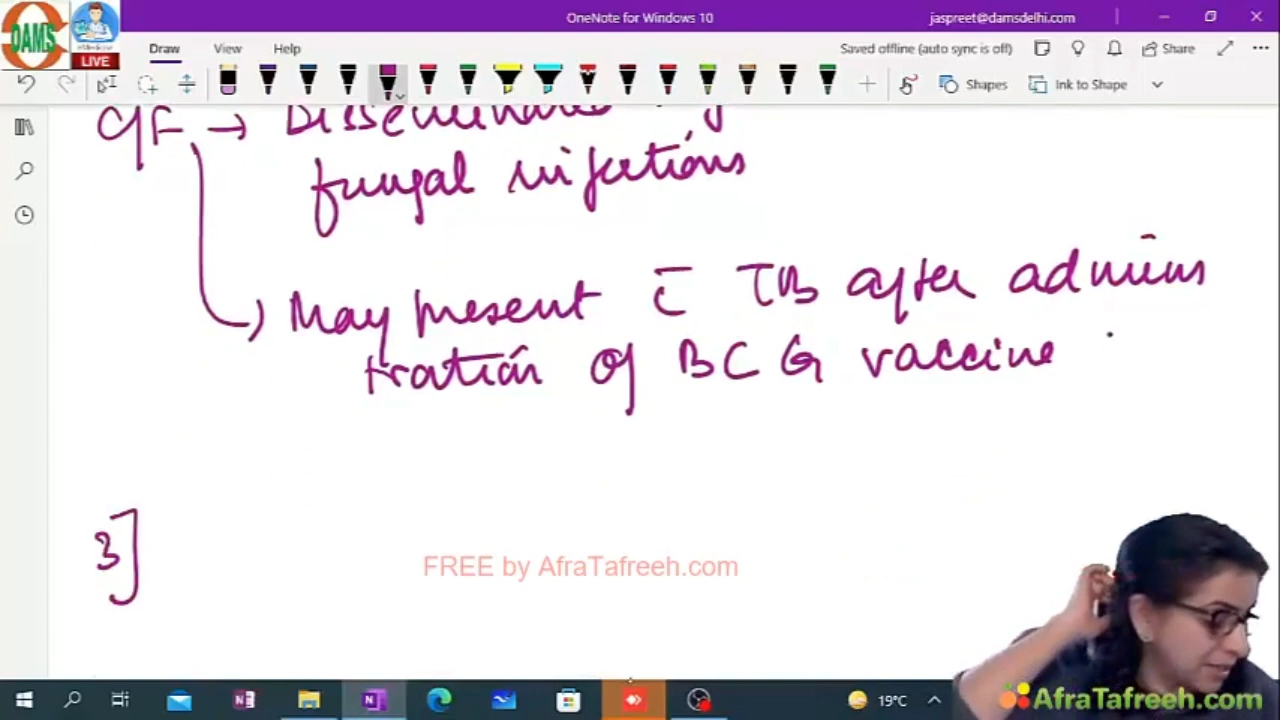 DAMS
eMedicoz
LIVE
OneNote for Windows 10
jaspreet@damsdelhi.com
Draw View Help
Saved offline (auto sync is off)
Share
Shapes
Ink to Shape
C/F →
fungal infections
May present c̄ TB after adminis
tration of BCG vaccine
3]
FREE by AfraTafreeh.com
19°C
AfraTafreeh.com